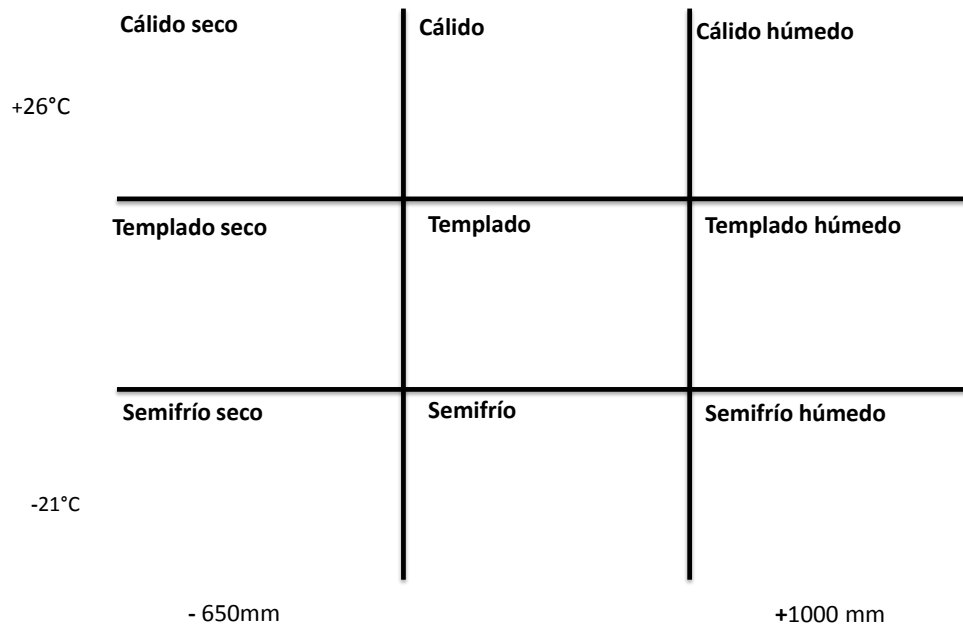 Cálido seco
Cálido
Cálido húmedo
+26°C
Templado seco
Templado
Templado húmedo
Semifrío seco
Semifrío
Semifrío húmedo
-21°C
- 650mm
+1000 mm